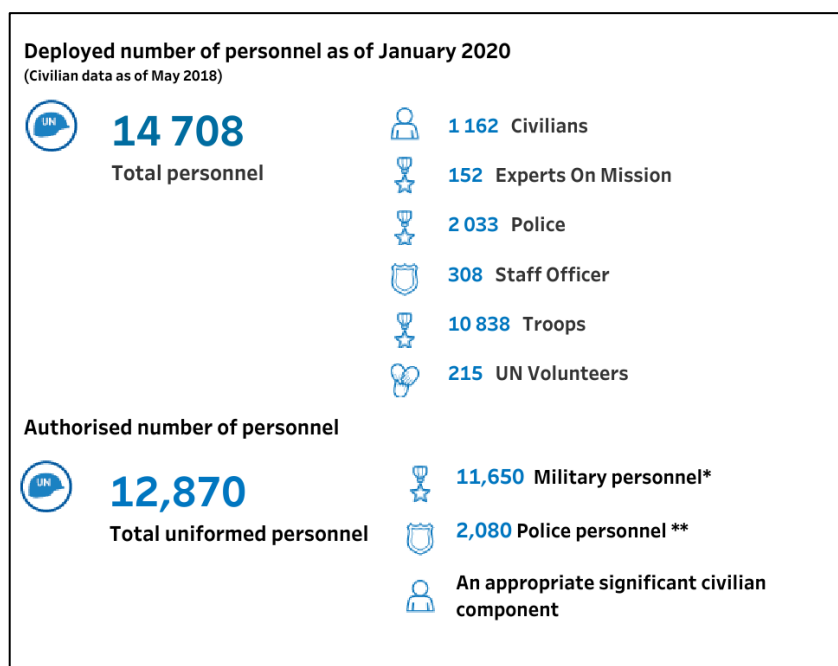 Deployed number of personnel as of January 2020
(Civilian data as of May 2018)
UN
14 708
Total personnel
1 162 Civilians
152 Experts On Mission
2 033 Police
308 Staff Officer
10 838 Troops
215 UN Volunteers
Authorised number of personnel
UN
12,870
Total uniformed personnel
11,650 Military personnel*
2,080 Police personnel **
An appropriate significant civilian
component